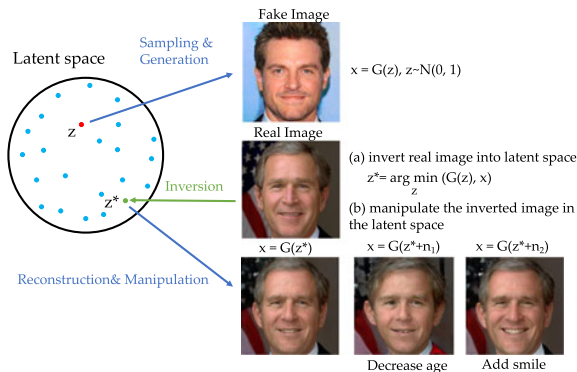 Fake Image
Sampling &
Generation
Latent space
x = G(z), z~N(0, 1)
z
Real Image
(a) invert real image into latent space
z*= arg min (G(z), x)
z
Inversion
z*
(b) manipulate the inverted image in
the latent space
x = G(z*)
x = G(z*+n₁)
x = G(z*+n₂)
Reconstruction& Manipulation
Decrease age
Add smile